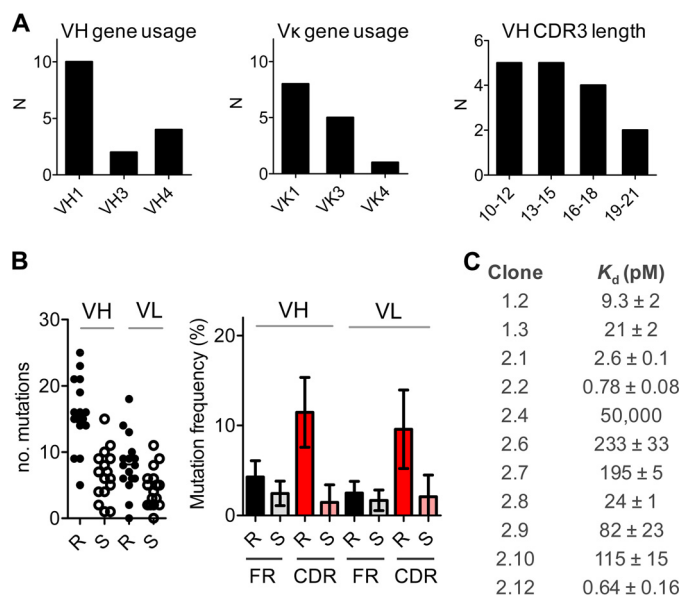 A
VH gene usage
Vκ gene usage
VH CDR3 length
N
10
5
0
VH1
VH3
VH4
N
10
5
0
VK1
VK3
VK4
N
6
4
2
0
10-12
13-15
16-18
19-21
B
no. mutations
VH
VL
30
20
10
0
R
S
R
S
Mutation frequency (%)
VH
VL
20
10
0
R
S
R
S
R
S
R
S
FR
CDR
FR
CDR
C
Clone Kd (pM)
1.2 9.3 ± 2
1.3 21 ± 2
2.1 2.6 ± 0.1
2.2 0.78 ± 0.08
2.4 50,000
2.6 233 ± 33
2.7 195 ± 5
2.8 24 ± 1
2.9 82 ± 23
2.10 115 ± 15
2.12 0.64 ± 0.16